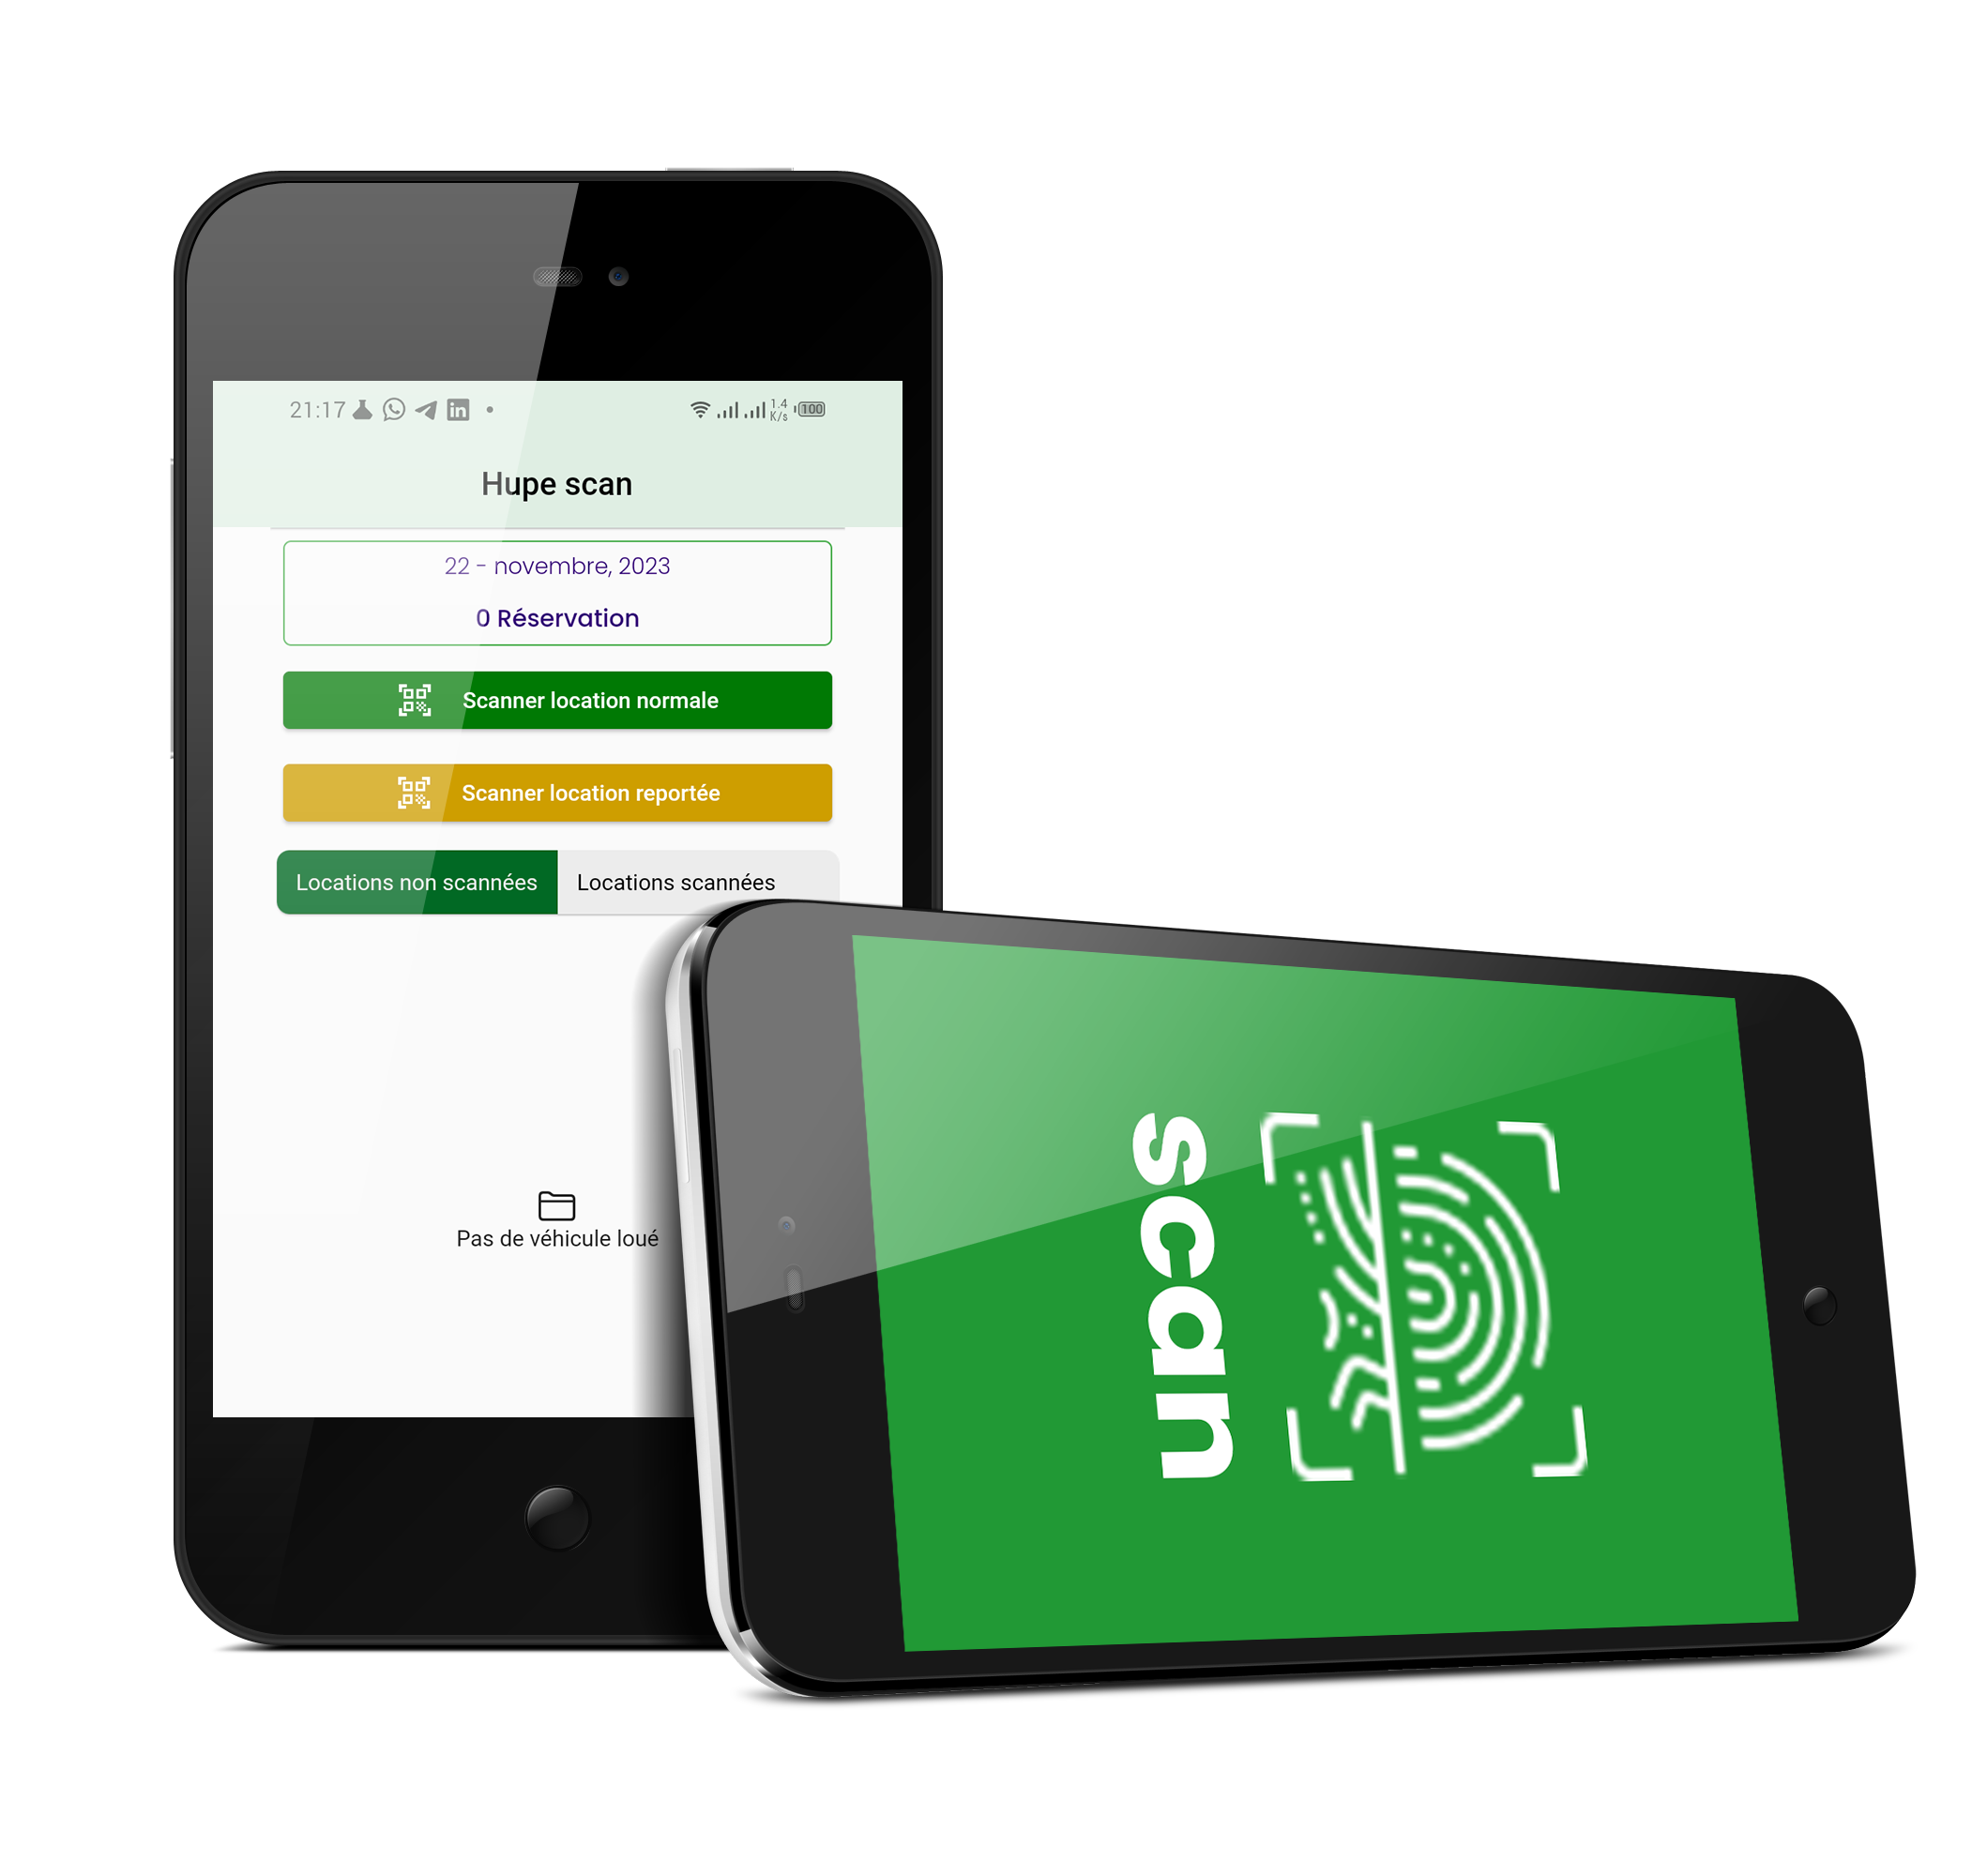 21:17 1.4 K/s 100
Hupe scan
22 - novembre, 2023
0 Réservation
Scanner location normale
Scanner location reportée
Locations non scannées Locations scannées
Pas de véhicule loué
scan